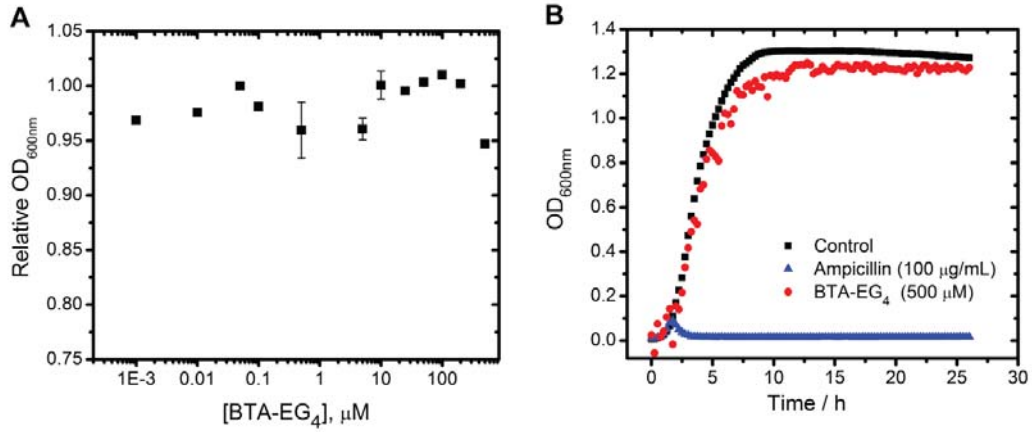 A
1.05
1.00
0.95
0.90
0.85
0.80
0.75
Relative OD600nm
1E-3 0.01 0.1 1 10 100
[BTA-EG4], μM
B
1.4
1.2
1.0
0.8
0.6
0.4
0.2
0.0
OD600nm
Control
Ampicillin (100 μg/mL)
BTA-EG4 (500 μM)
0 5 10 15 20 25 30
Time / h